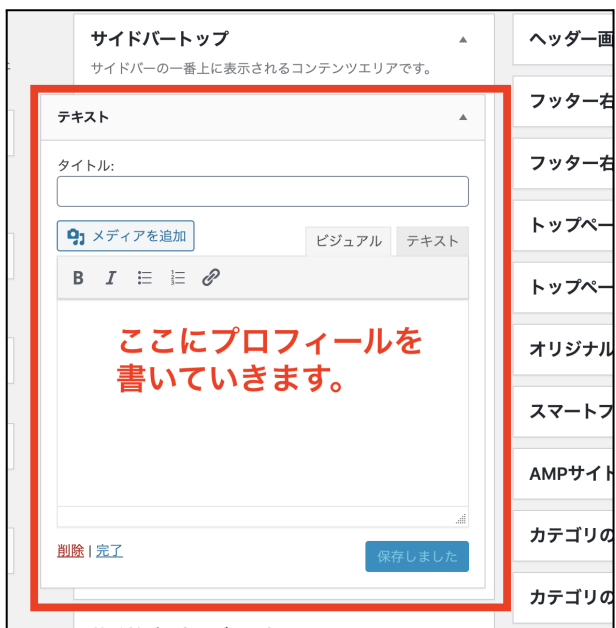 サイドバートップ
サイドバーの一番上に表示されるコンテンツエリアです。
テキスト
タイトル:
メディアを追加
ビジュアル
テキスト
B I
ここにプロフィールを
書いていきます。
削除 | 完了
保存しました
ヘッダー画
フッター右
フッター右
トップペー
トップペー
オリジナル
スマートフ
AMPサイト
カテゴリの
カテゴリの